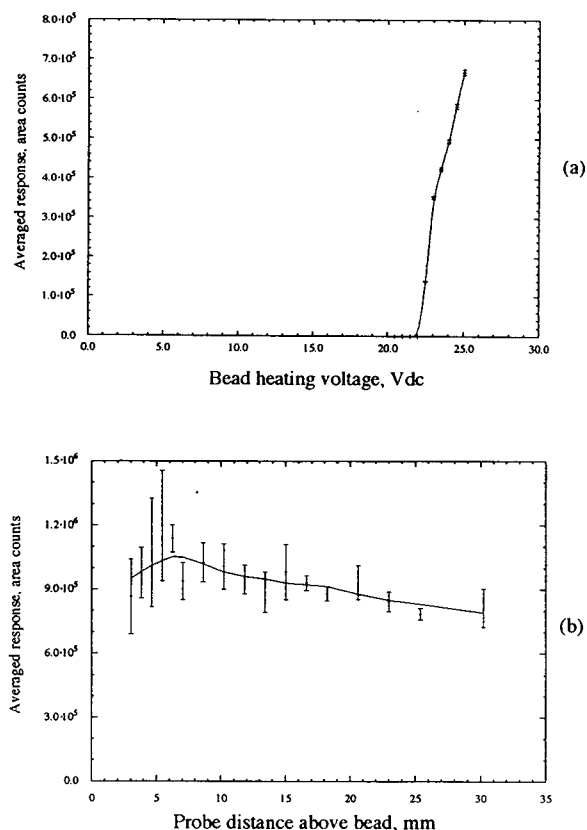 8.0·10⁵
7.0·10⁵
6.0·10⁵
5.0·10⁵
4.0·10⁵
3.0·10⁵
2.0·10⁵
1.0·10⁵
0.0
Averaged response, area counts
0.0 5.0 10.0 15.0 20.0 25.0 30.0
Bead heating voltage, Vdc
(a)
1.5·10⁶
1.2·10⁶
9.0·10⁵
6.0·10⁵
3.0·10⁵
0.0
Averaged response, area counts
0 5 10 15 20 25 30 35
Probe distance above bead, mm
(b)